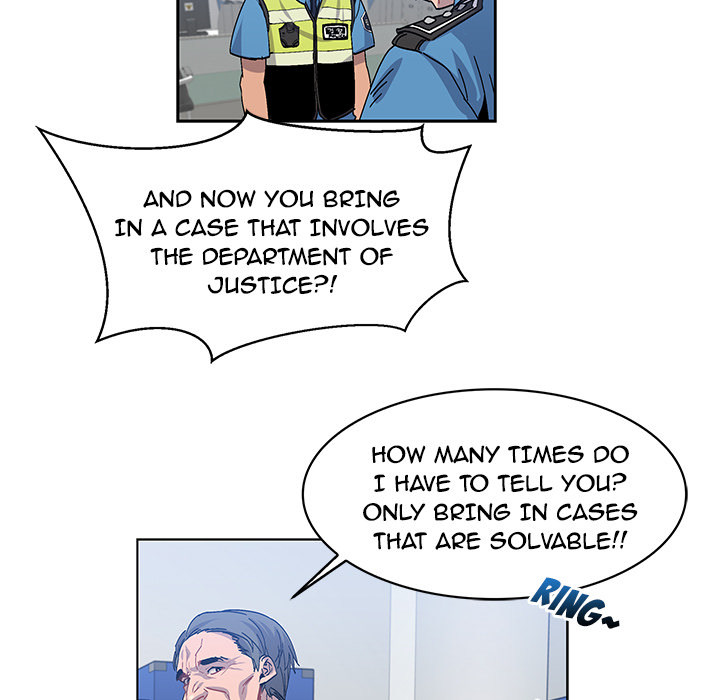 AND NOW YOU BRING
IN A CASE THAT INVOLVES
THE DEPARTMENT OF
JUSTICE?!
HOW MANY TIMES DO
I HAVE TO TELL YOU?
ONLY BRING IN CASES
THAT ARE SOLVABLE!!
RING~